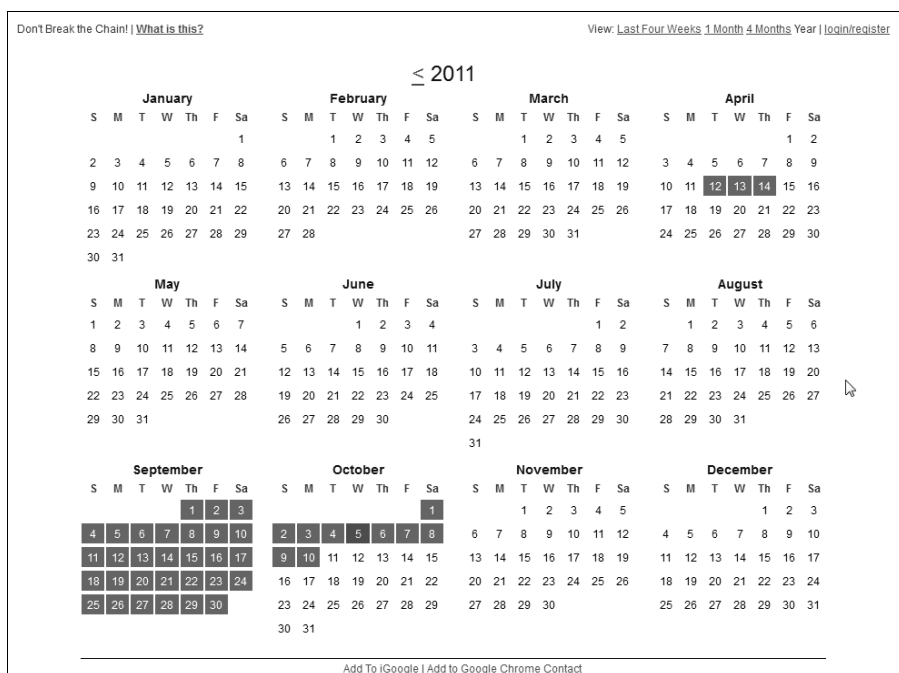 Don't Break the Chain! | What is this? View: Last Four Weeks 1 Month 4 Months Year | login/register
< 2011
January February March April
S M T W Th F Sa S M T W Th F Sa S M T W Th F Sa S M T W Th F Sa
1 1 2 3 4 5 1 2 3 4 5 1 2
2 3 4 5 6 7 8 6 7 8 9 10 11 12 6 7 8 9 10 11 12 3 4 5 6 7 8 9
9 10 11 12 13 14 15 13 14 15 16 17 18 19 13 14 15 16 17 18 19 10 11 12 13 14 15 16
16 17 18 19 20 21 22 20 21 22 23 24 25 26 20 21 22 23 24 25 26 17 18 19 20 21 22 23
23 24 25 26 27 28 29 27 28 27 28 29 30 31 24 25 26 27 28 29 30
30 31
May June July August
S M T W Th F Sa S M T W Th F Sa S M T W Th F Sa S M T W Th F Sa
1 2 3 4 5 6 7 1 2 3 4 1 2 1 2 3 4 5 6
8 9 10 11 12 13 14 5 6 7 8 9 10 11 3 4 5 6 7 8 9 7 8 9 10 11 12 13
15 16 17 18 19 20 21 12 13 14 15 16 17 18 10 11 12 13 14 15 16 14 15 16 17 18 19 20
22 23 24 25 26 27 28 19 20 21 22 23 24 25 17 18 19 20 21 22 23 21 22 23 24 25 26 27
29 30 31 26 27 28 29 30 24 25 26 27 28 29 30 28 29 30 31
31
September October November December
S M T W Th F Sa S M T W Th F Sa S M T W Th F Sa S M T W Th F Sa
1 2 3 1 1 2 3 4 5 1 2 3
4 5 6 7 8 9 10 2 3 4 5 6 7 8 6 7 8 9 10 11 12 4 5 6 7 8 9 10
11 12 13 14 15 16 17 9 10 11 12 13 14 15 13 14 15 16 17 18 19 11 12 13 14 15 16 17
18 19 20 21 22 23 24 16 17 18 19 20 21 22 20 21 22 23 24 25 26 18 19 20 21 22 23 24
25 26 27 28 29 30 23 24 25 26 27 28 29 27 28 29 30 25 26 27 28 29 30 31
30 31
Add To iGoogle | Add to Google Chrome Contact